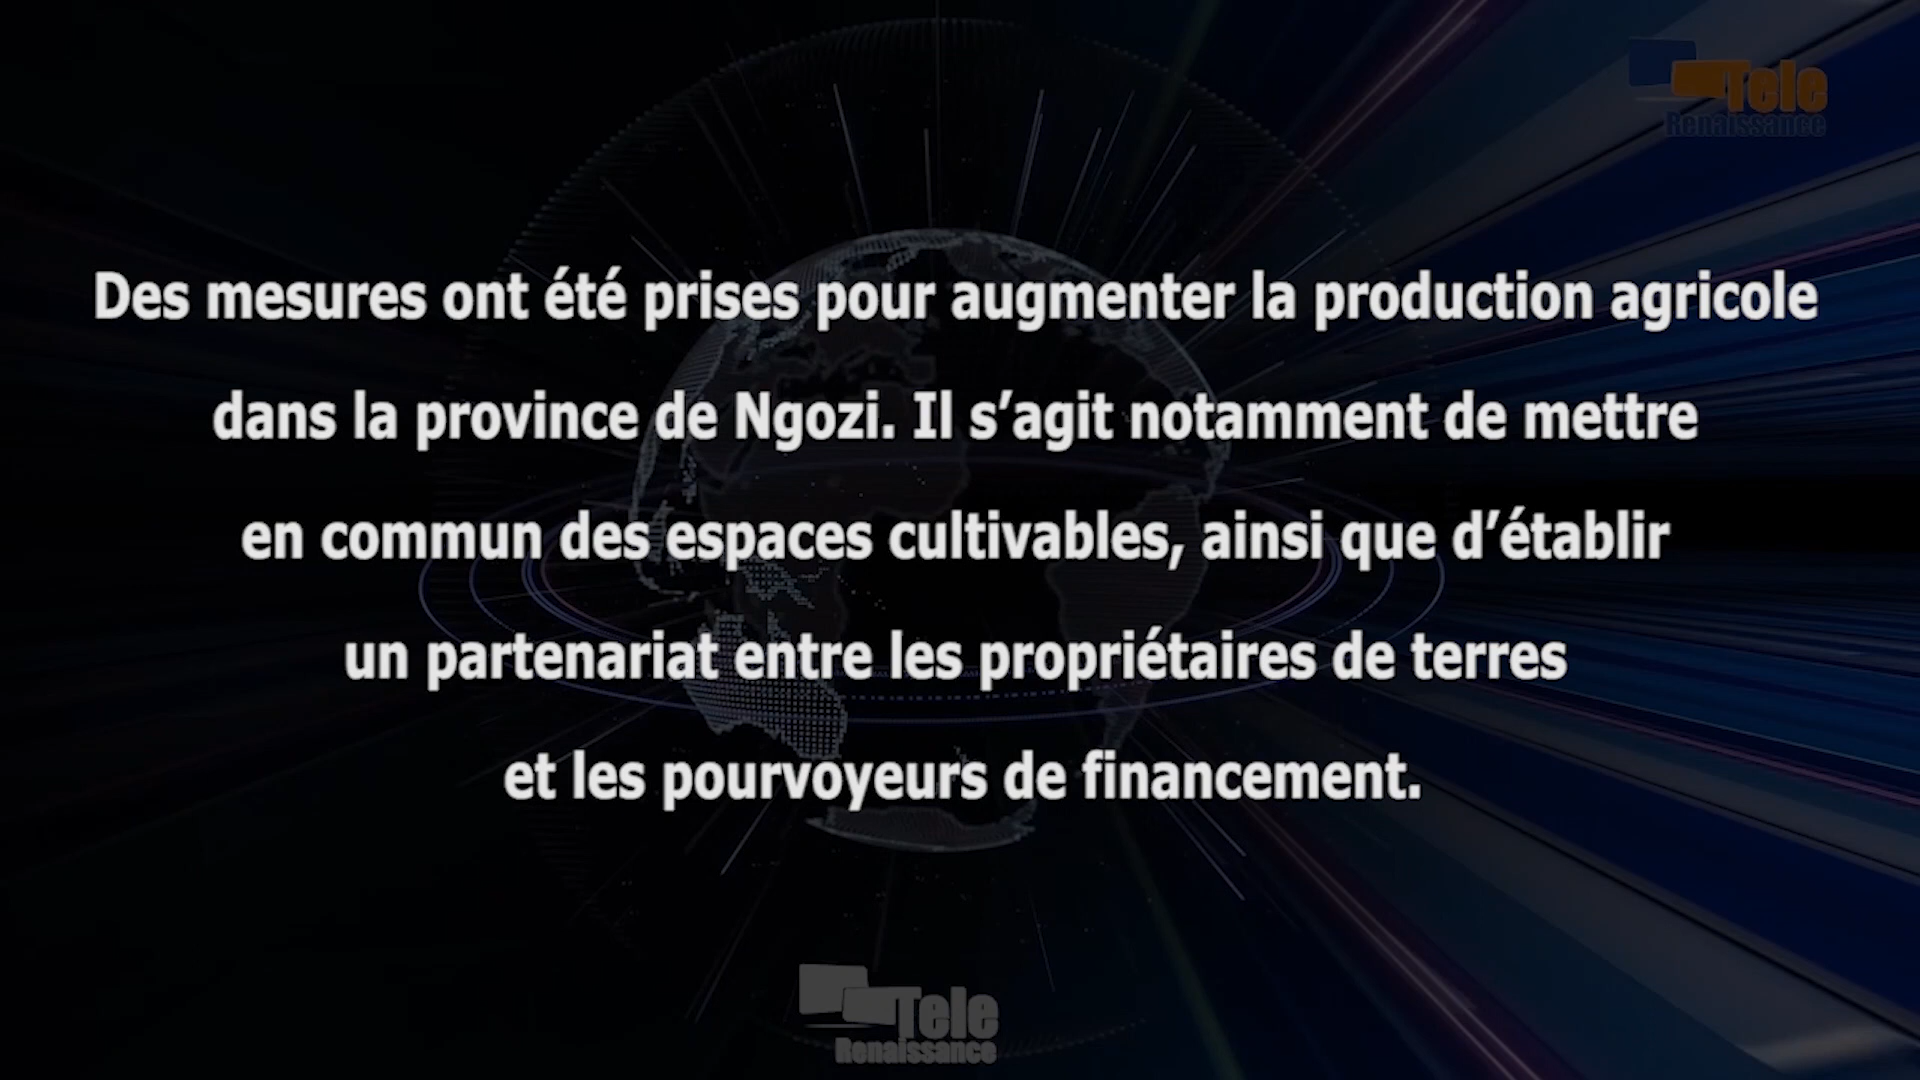 Tele
Renaissance
Des mesures ont été prises pour augmenter la production agricole
dans la province de Ngozi. Il s’agit notamment de mettre
en commun des espaces cultivables, ainsi que d’établir
un partenariat entre les propriétaires de terres
et les pourvoyeurs de financement.
Tele
Renaissance